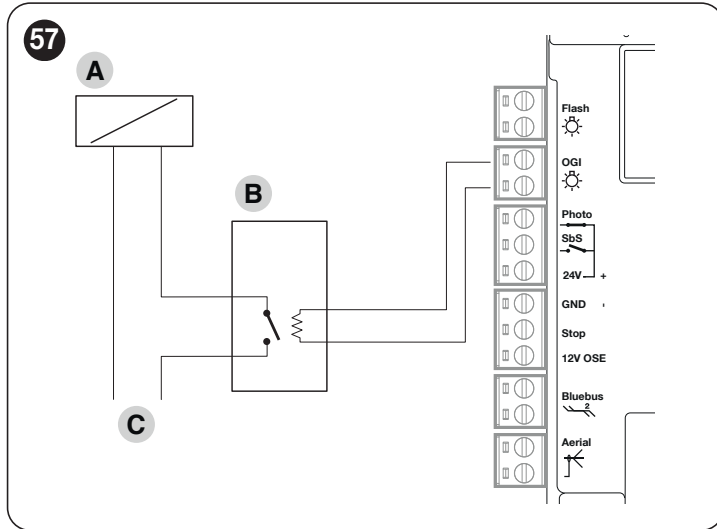 57
A
B
C
Flash
OGI
Photo
SbS
24V +
GND -
Stop
12V OSE
Bluebus
2
Aerial